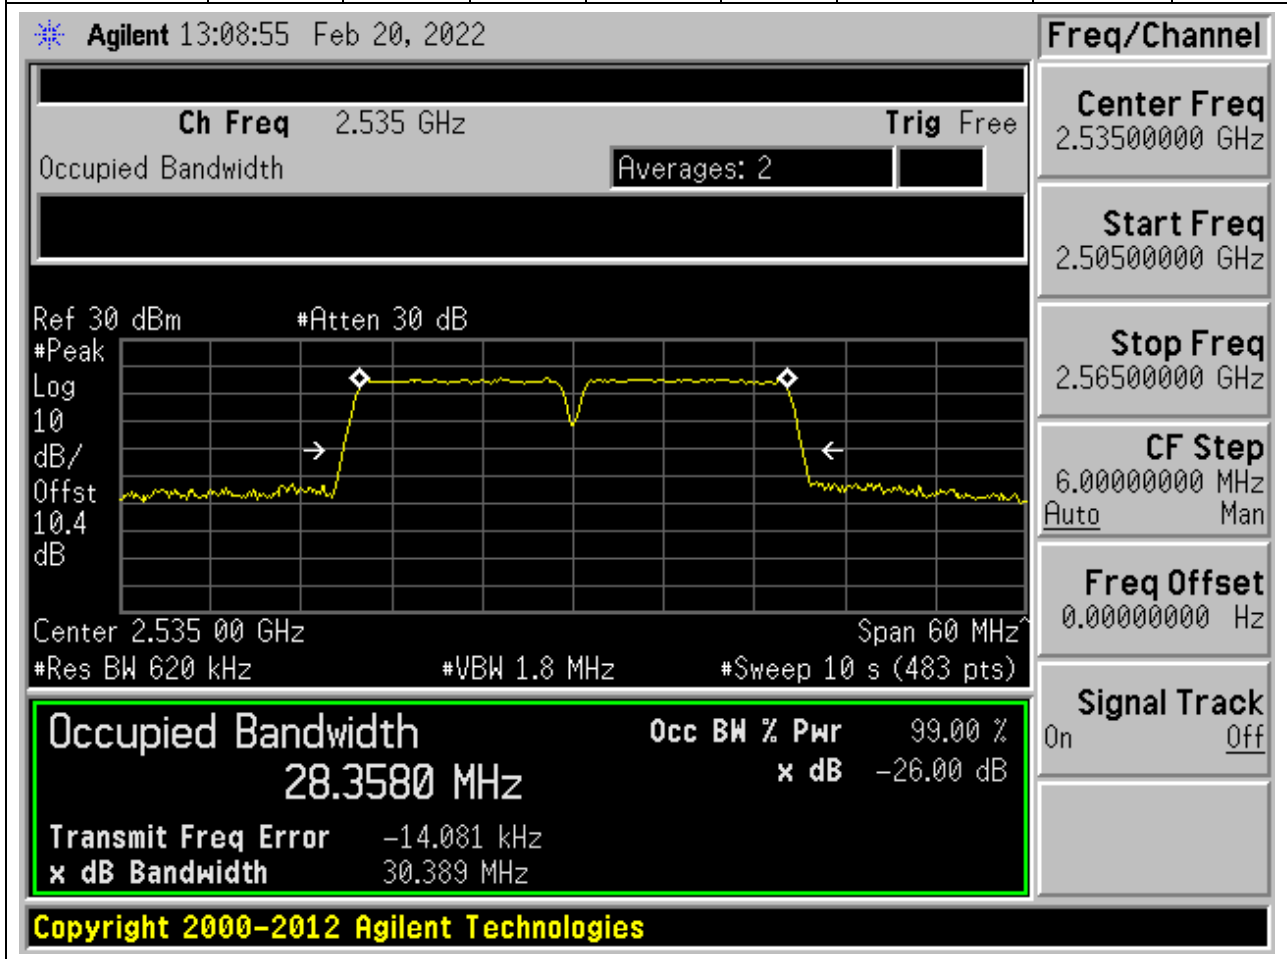 Agilent 13:08:55 Feb 20, 2022
Freq/Channel
Ch Freq 2.535 GHz Trig Free
Occupied Bandwidth Averages: 2
Center Freq
2.53500000 GHz
Start Freq
2.50500000 GHz
Stop Freq
2.56500000 GHz
CF Step
6.00000000 MHz
Auto Man
Freq Offset
0.00000000 Hz
Signal Track
On Off
Ref 30 dBm #Atten 30 dB
#Peak
Log
10
dB/
Offst
10.4
dB
Center 2.535 00 GHz Span 60 MHz^
#Res BW 620 kHz #VBW 1.8 MHz #Sweep 10 s (483 pts)
Occupied Bandwidth Occ BW % Pwr 99.00 %
28.3580 MHz x dB -26.00 dB
Transmit Freq Error -14.081 kHz
x dB Bandwidth 30.389 MHz
Copyright 2000-2012 Agilent Technologies